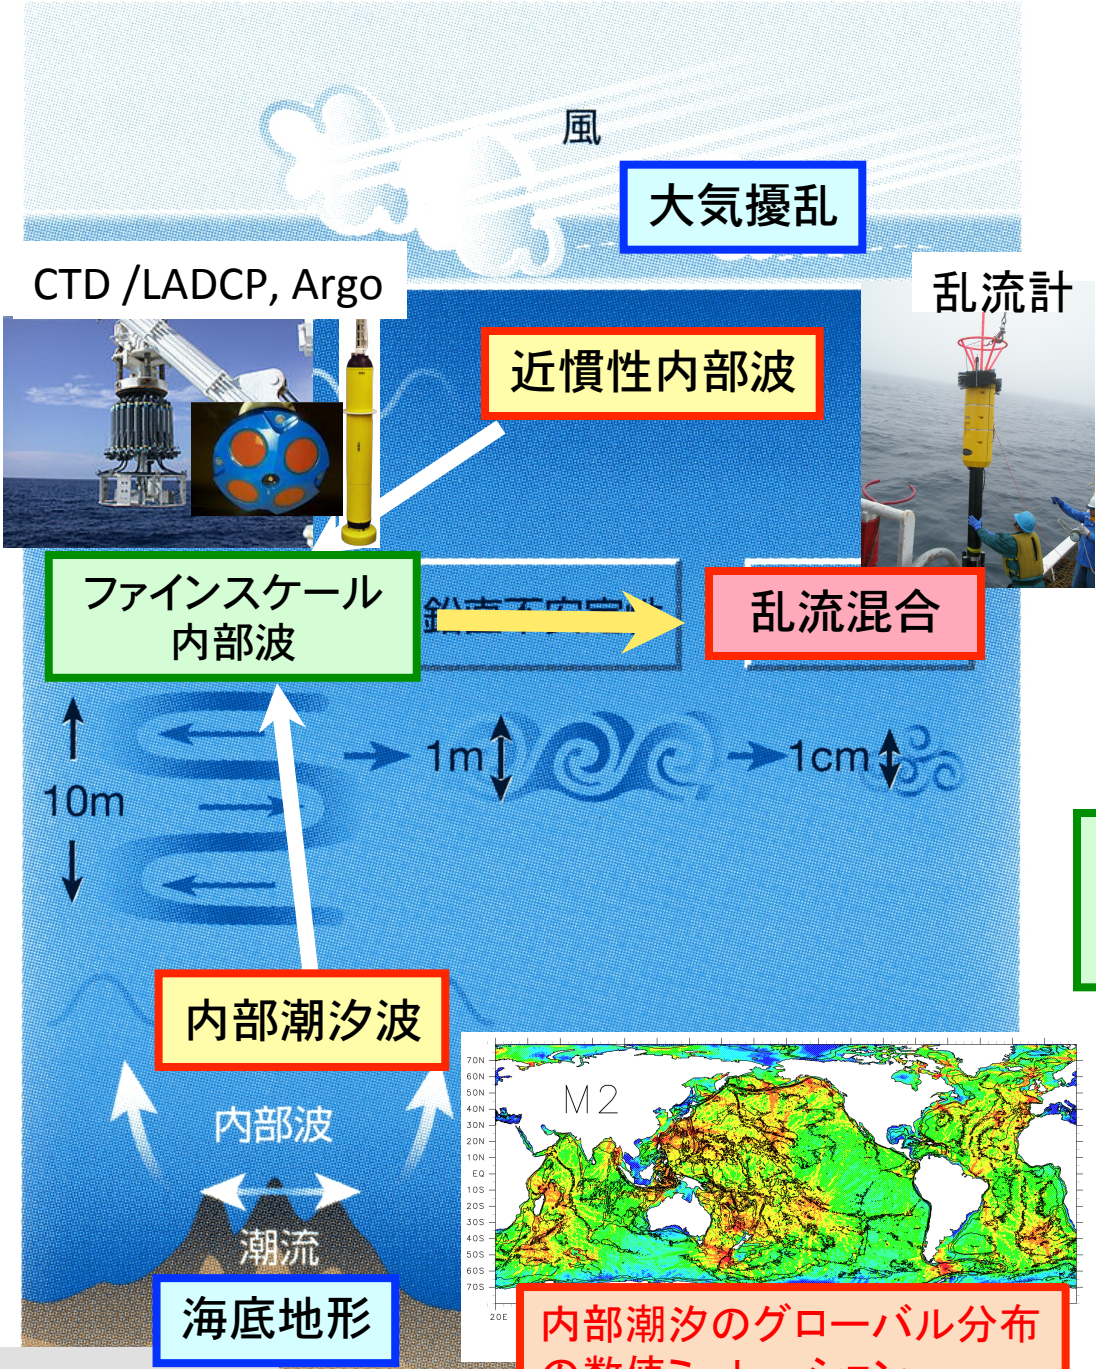 風
大気擾乱
CTD /LADCP, Argo
乱流計
近慣性内部波
ファインスケール
内部波
乱流混合
10m
1m
1cm
内部潮汐波
内部波
潮流
海底地形
M2
70N
60N
50N
40N
30N
20N
10N
EQ
10S
20S
30S
40S
50S
60S
70S
20E
内部潮汐のグローバル分布